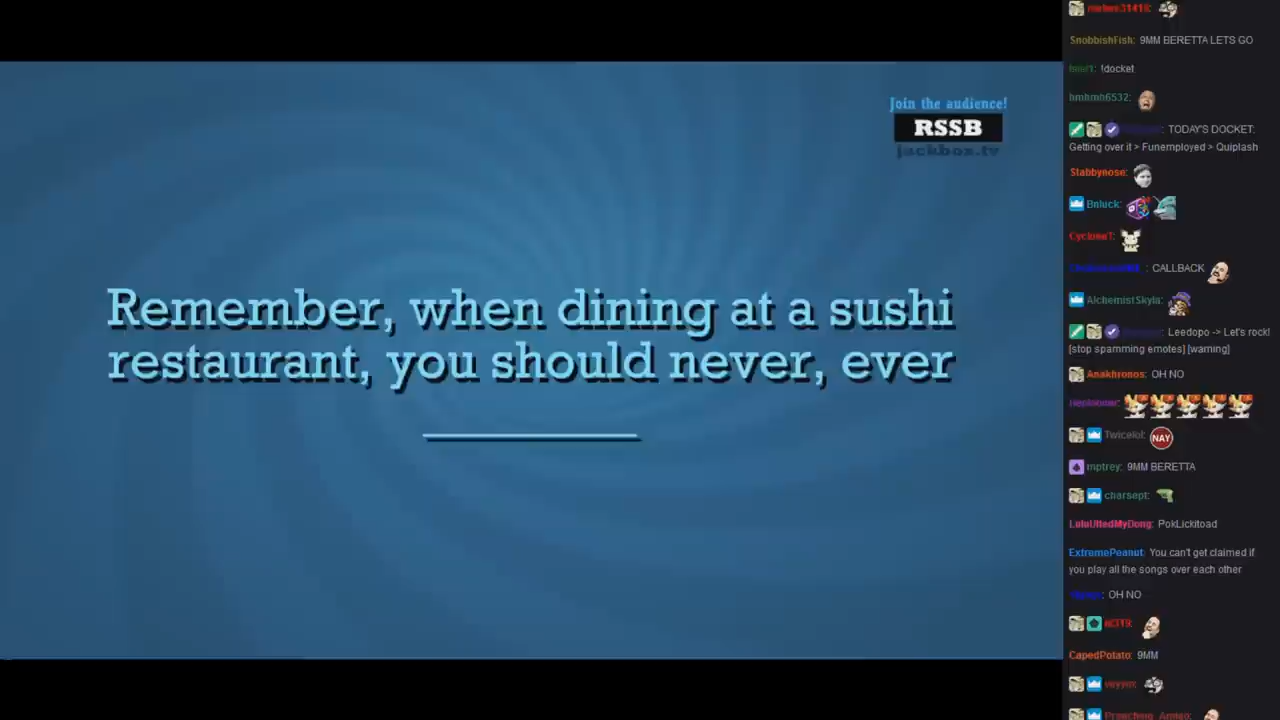 Join the audience!
RSSB
jackbox.tv
Remember, when dining at a sushi
restaurant, you should never, ever
SnobbishFish: 9MM BERETTA LETS GO
!docket
hmhmh6532:
TODAY'S DOCKET:
Getting over it > Funemployed > Quiplash
Stabbynose:
Bnluck:
CycloneT:
: CALLBACK
AlchemistSkyla:
: Leedopo -> Let's rock!
[stop spamming emotes] [warning]
Anakhronos: OH NO
Twicelol:
NAY
mptrey: 9MM BERETTA
charsept:
PokLickitoad
ExtremePeanut: You can't get claimed if
you play all the songs over each other
: OH NO
CapedPotato: 9MM
Preaching_Amigo: